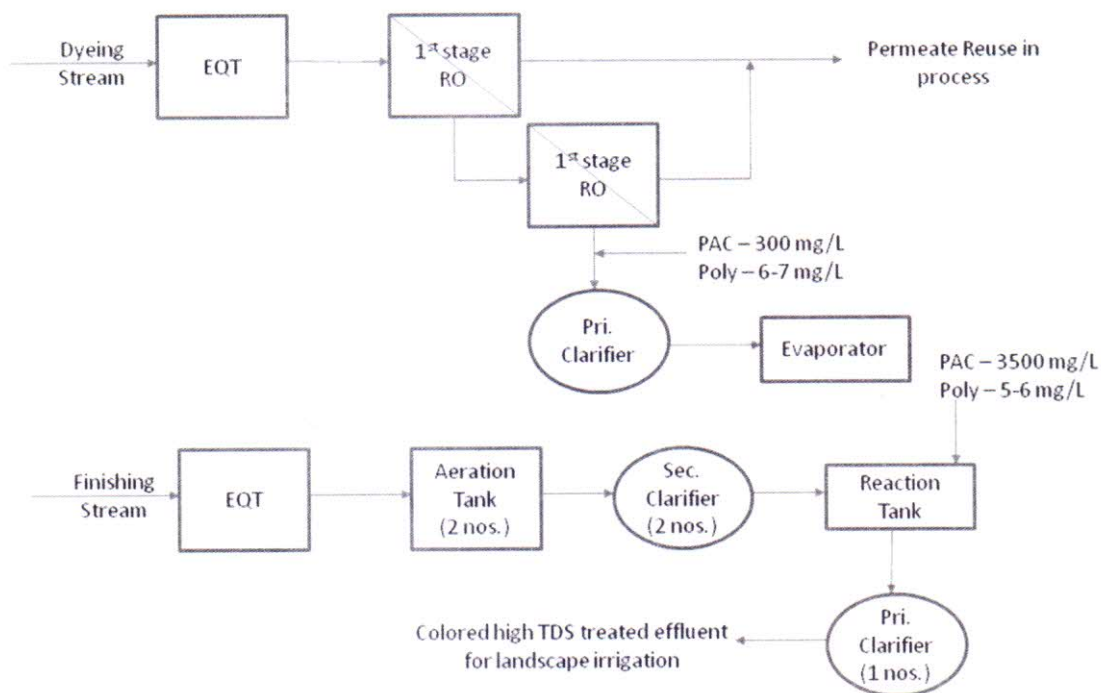 Dyeing
Stream
EQT
1st stage
RO
Permeate Reuse in
process
1st stage
RO
PAC – 300 mg/L
Poly – 6-7 mg/L
Pri.
Clarifier
Evaporator
PAC – 3500 mg/L
Poly – 5-6 mg/L
Finishing
Stream
EQT
Aeration
Tank
(2 nos.)
Sec.
Clarifier
(2 nos.)
Reaction
Tank
Pri.
Clarifier
(1 nos.)
Colored high TDS treated effluent
for landscape irrigation